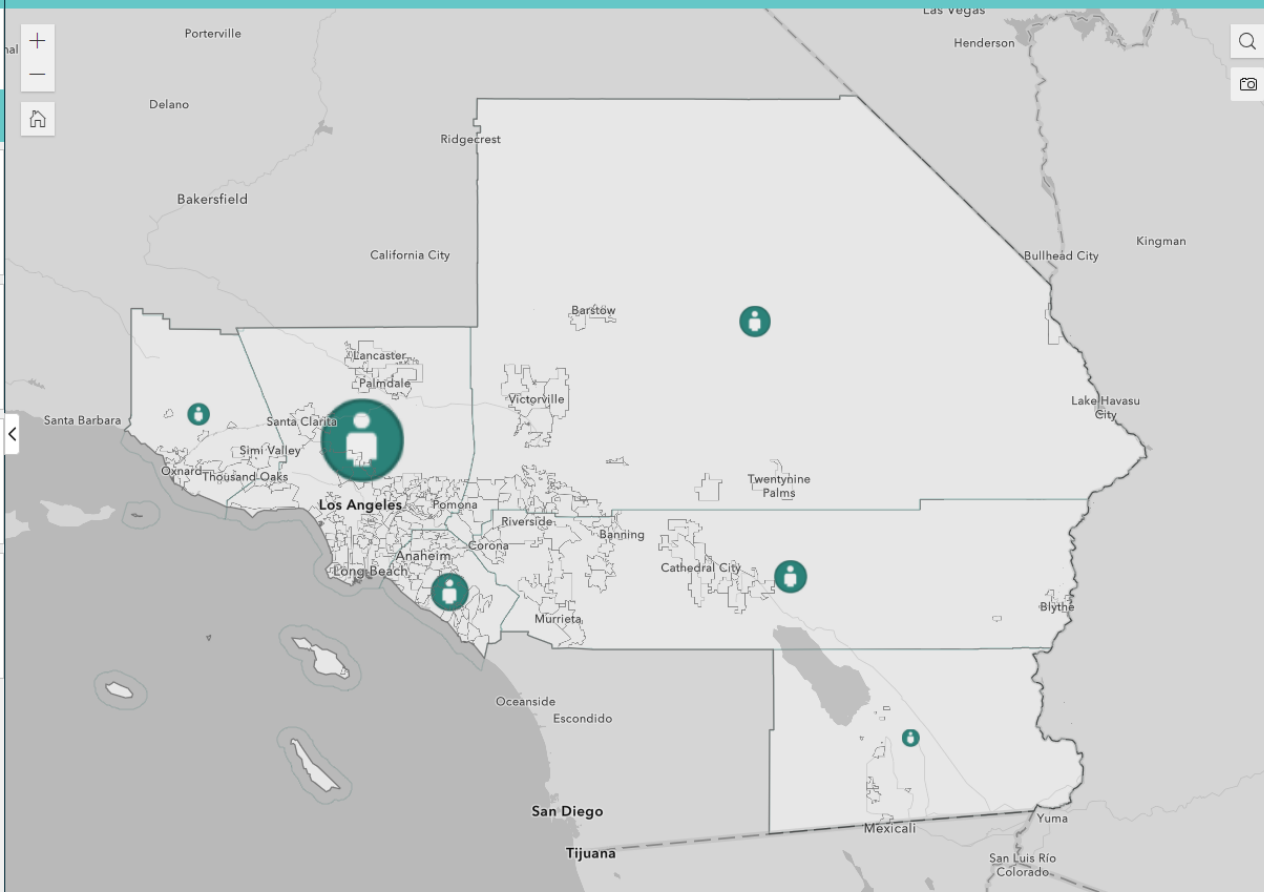 Las Vegas
Porterville
Henderson
Delano
Ridgecrest
Bakersfield
Kingman
California City
Bullhead City
Barstow
Lancaster
Palmdale
Victorville
Lake Havasu
City
Santa Barbara
Santa Clarita
Simi Valley
Oxnard
Thousand Oaks
Twentynine
Palms
Los Angeles
Pomona
Riverside
Banning
Corona
Anaheim
Long Beach
Cathedral City
Blythe
Murrieta
Oceanside
Escondido
San Diego
Mexicali
Yuma
Tijuana
San Luis Río
Colorado